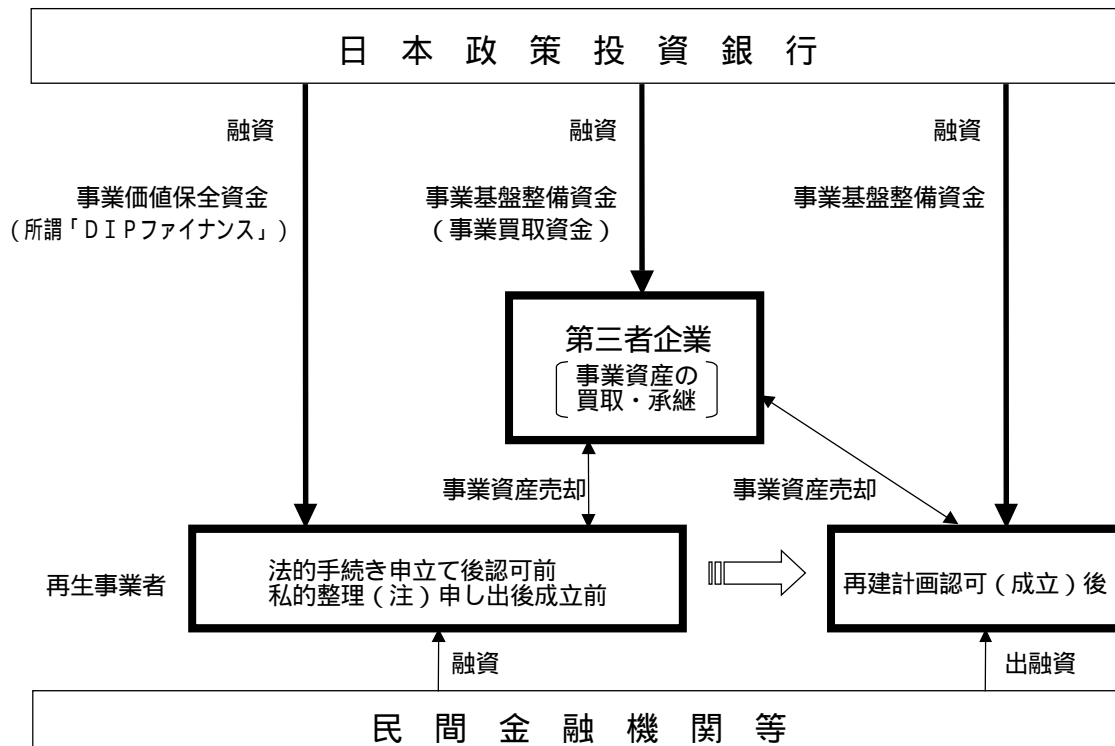 日本政策投資銀行
融資
融資
融資
事業価値保全資金
(所謂「DIPファイナンス」)
事業基盤整備資金
(事業買取資金)
事業基盤整備資金
第三者企業
事業資産の
買取・承継
事業資産売却
事業資産売却
再生事業者
法的手続き申立て後認可前
私的整理(注)申し出後成立前
再建計画認可(成立)後
融資
出融資
民間金融機関等